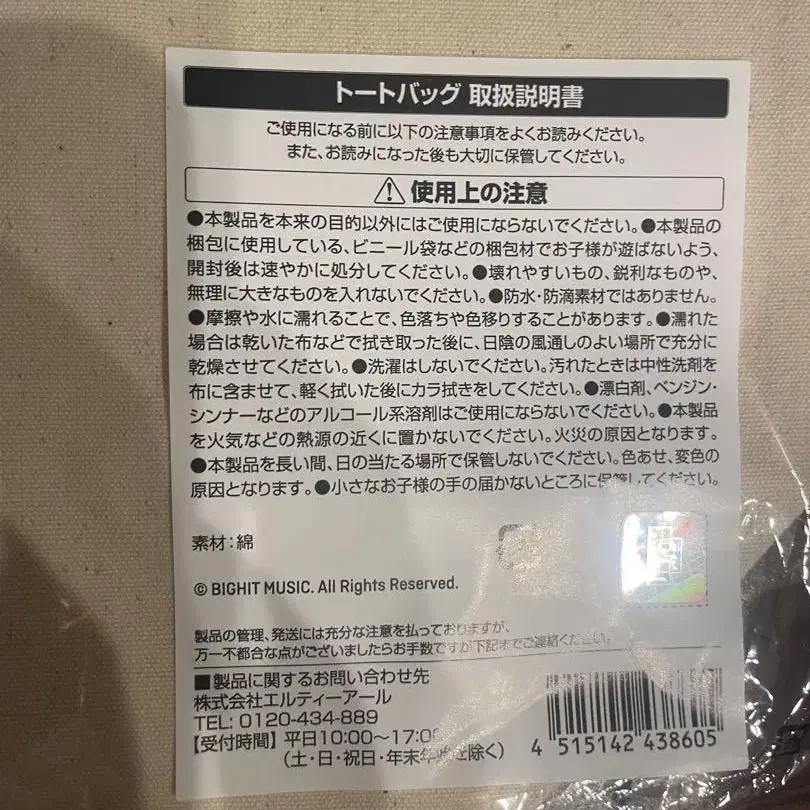 トートバッグ 取扱説明書
ご使用になる前に以下の注意事項をよくお読みください。
また、お読みになった後も大切に保管してください。
使用上の注意
●本製品を本来の目的以外にはご使用にならないでください。●本製品の
梱包に使用している、ビニール袋などの梱包材でお子様が遊ばないよう、
開封後は速やかに処分してください。●壊れやすいもの、鋭利なものや、
無理に大きなものを入れないでください。●防水・防滴素材ではありません。
●摩擦や水に濡れることで、色落ちや色移りすることがあります。●濡れた
場合は乾いた布などで拭き取った後に、日陰の風通しのよい場所で充分に
乾燥させてください。●洗濯はしないでください。汚れたときは中性洗剤を
布に含ませて、軽く拭いた後にカラ拭きをしてください。●漂白剤、ベンジン・
シンナーなどのアルコール系溶剤はご使用にならないでください。●本製品
を火気などの熱源の近くに置かないでください。火災の原因となります。
●本製品を長い間、日の当たる場所で保管しないでください。色あせ、変色の
原因となります。●小さなお子様の手の届かないところに保管してください。
素材：綿
© BIGHIT MUSIC. All Rights Reserved.
製品の管理、発送には充分な注意を払っておりますが、
万一不都合な点がございましたらお手数ですが下記までご連絡ください。
■製品に関するお問い合わせ先
株式会社エルティーアール
TEL: 0120-434-889
【受付時間】平日10:00〜17:00
（土・日・祝日・年末年始を除く）
4 515142 438605